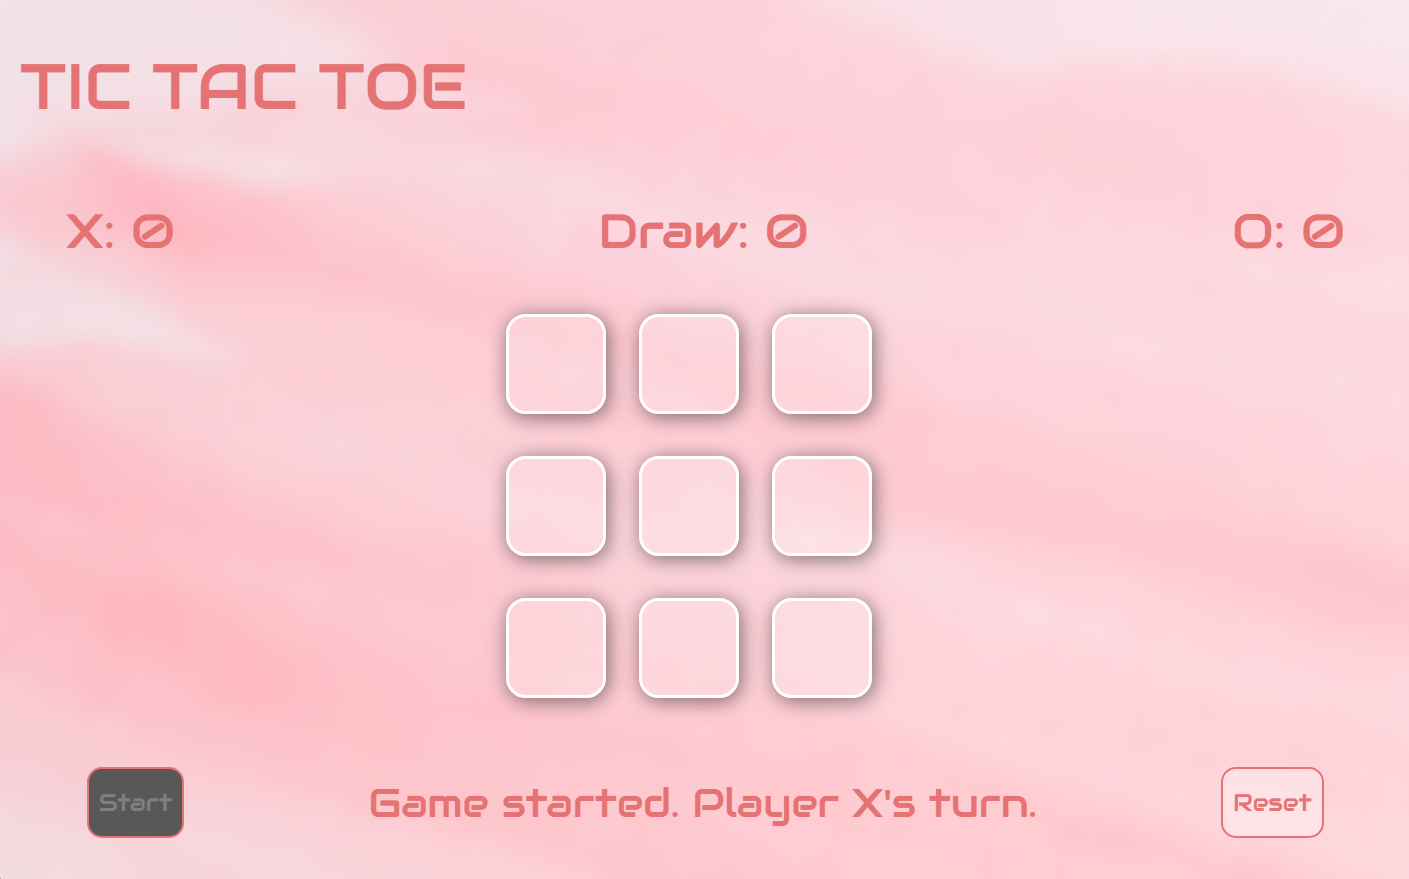 TIC TAC TOE
X: 0
Draw: 0
O: 0
Start
Game started. Player X's turn.
Reset